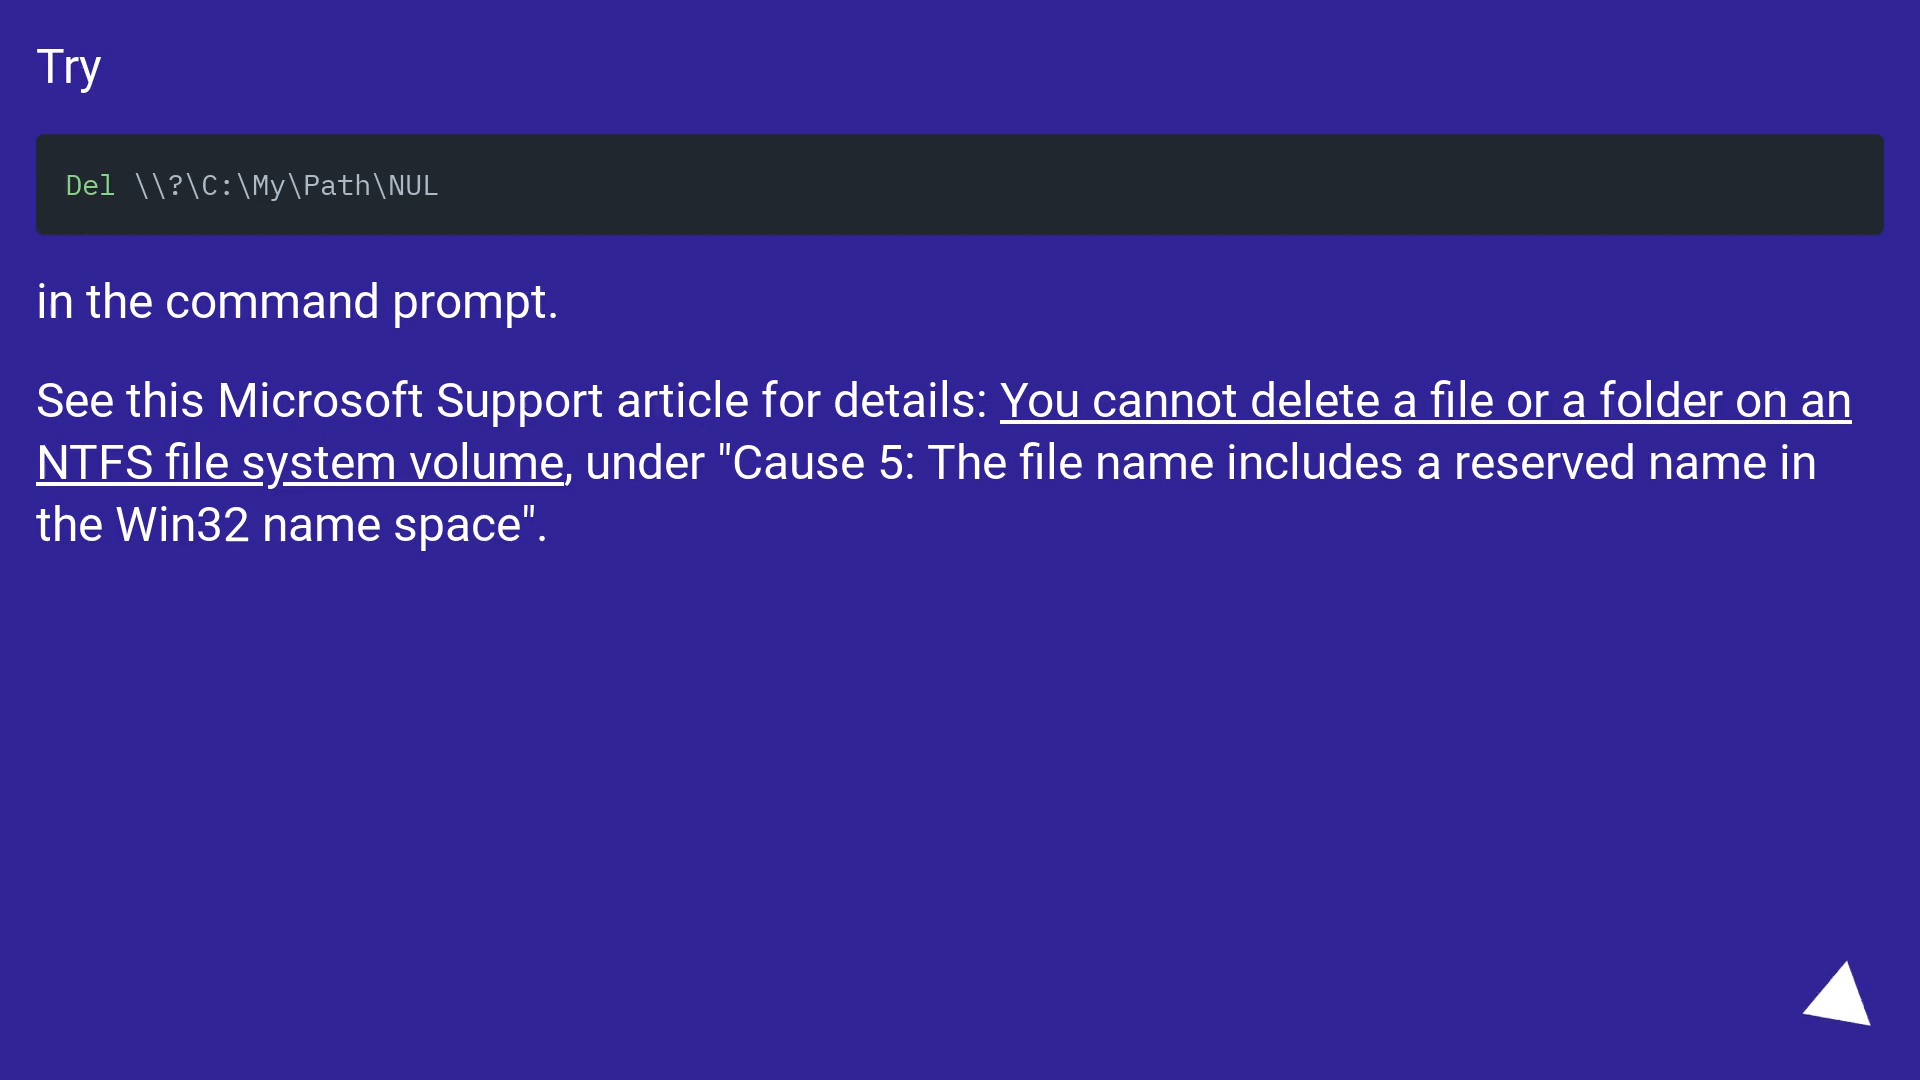 Try
Del \\?\C:\My\Path\NUL
in the command prompt.
See this Microsoft Support article for details: You cannot delete a file or a folder on an
NTFS file system volume, under "Cause 5: The file name includes a reserved name in
the Win32 name space".